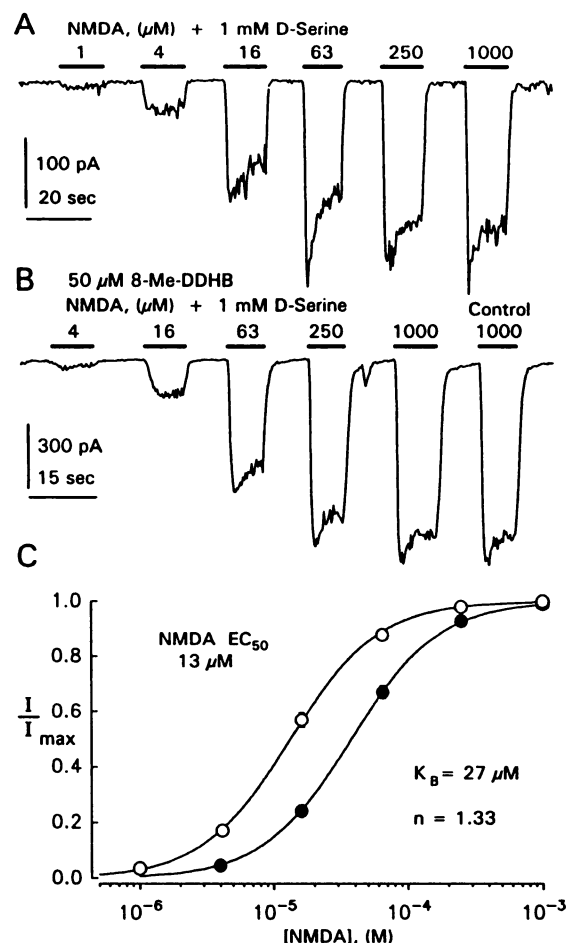 A
NMDA, (μM) + 1 mM D-Serine
1 4 16 63 250 1000
100 pA
20 sec
B
50 μM 8-Me-DDHB
NMDA, (μM) + 1 mM D-Serine
Control
4 16 63 250 1000 1000
300 pA
15 sec
C
1.0
0.8
0.6
0.4
0.2
0.0
I
I max
NMDA EC50
13 μM
KB = 27 μM
n = 1.33
10−6 10−5 10−4 10−3
[NMDA], (M)